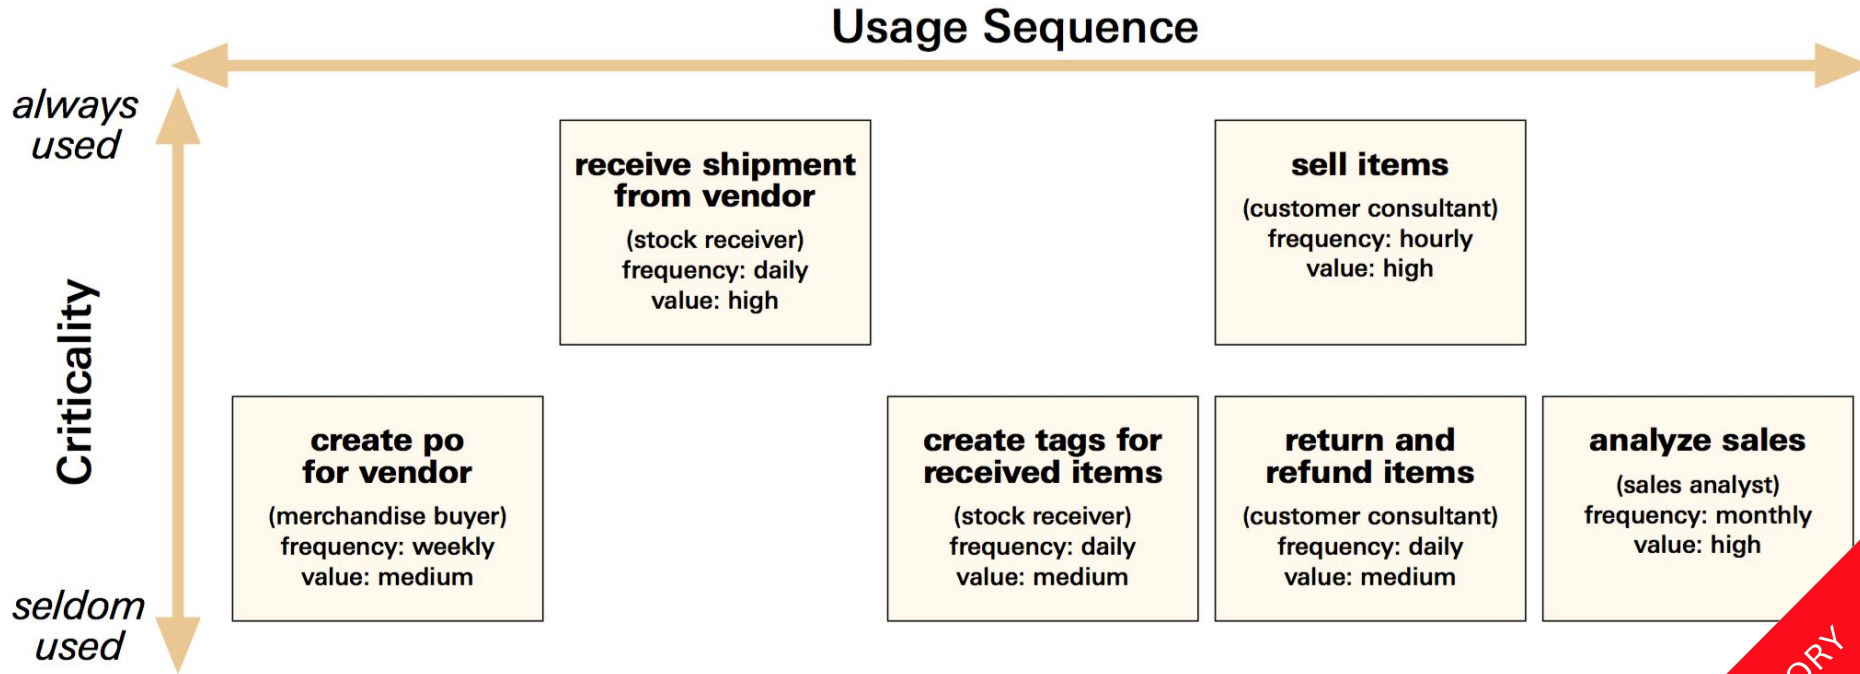 Usage Sequence
always
used
Criticality
seldom
used
receive shipment
from vendor
(stock receiver)
frequency: daily
value: high
sell items
(customer consultant)
frequency: hourly
value: high
create po
for vendor
(merchandise buyer)
frequency: weekly
value: medium
create tags for
received items
(stock receiver)
frequency: daily
value: medium
return and
refund items
(customer consultant)
frequency: daily
value: medium
analyze sales
(sales analyst)
frequency: monthly
value: high